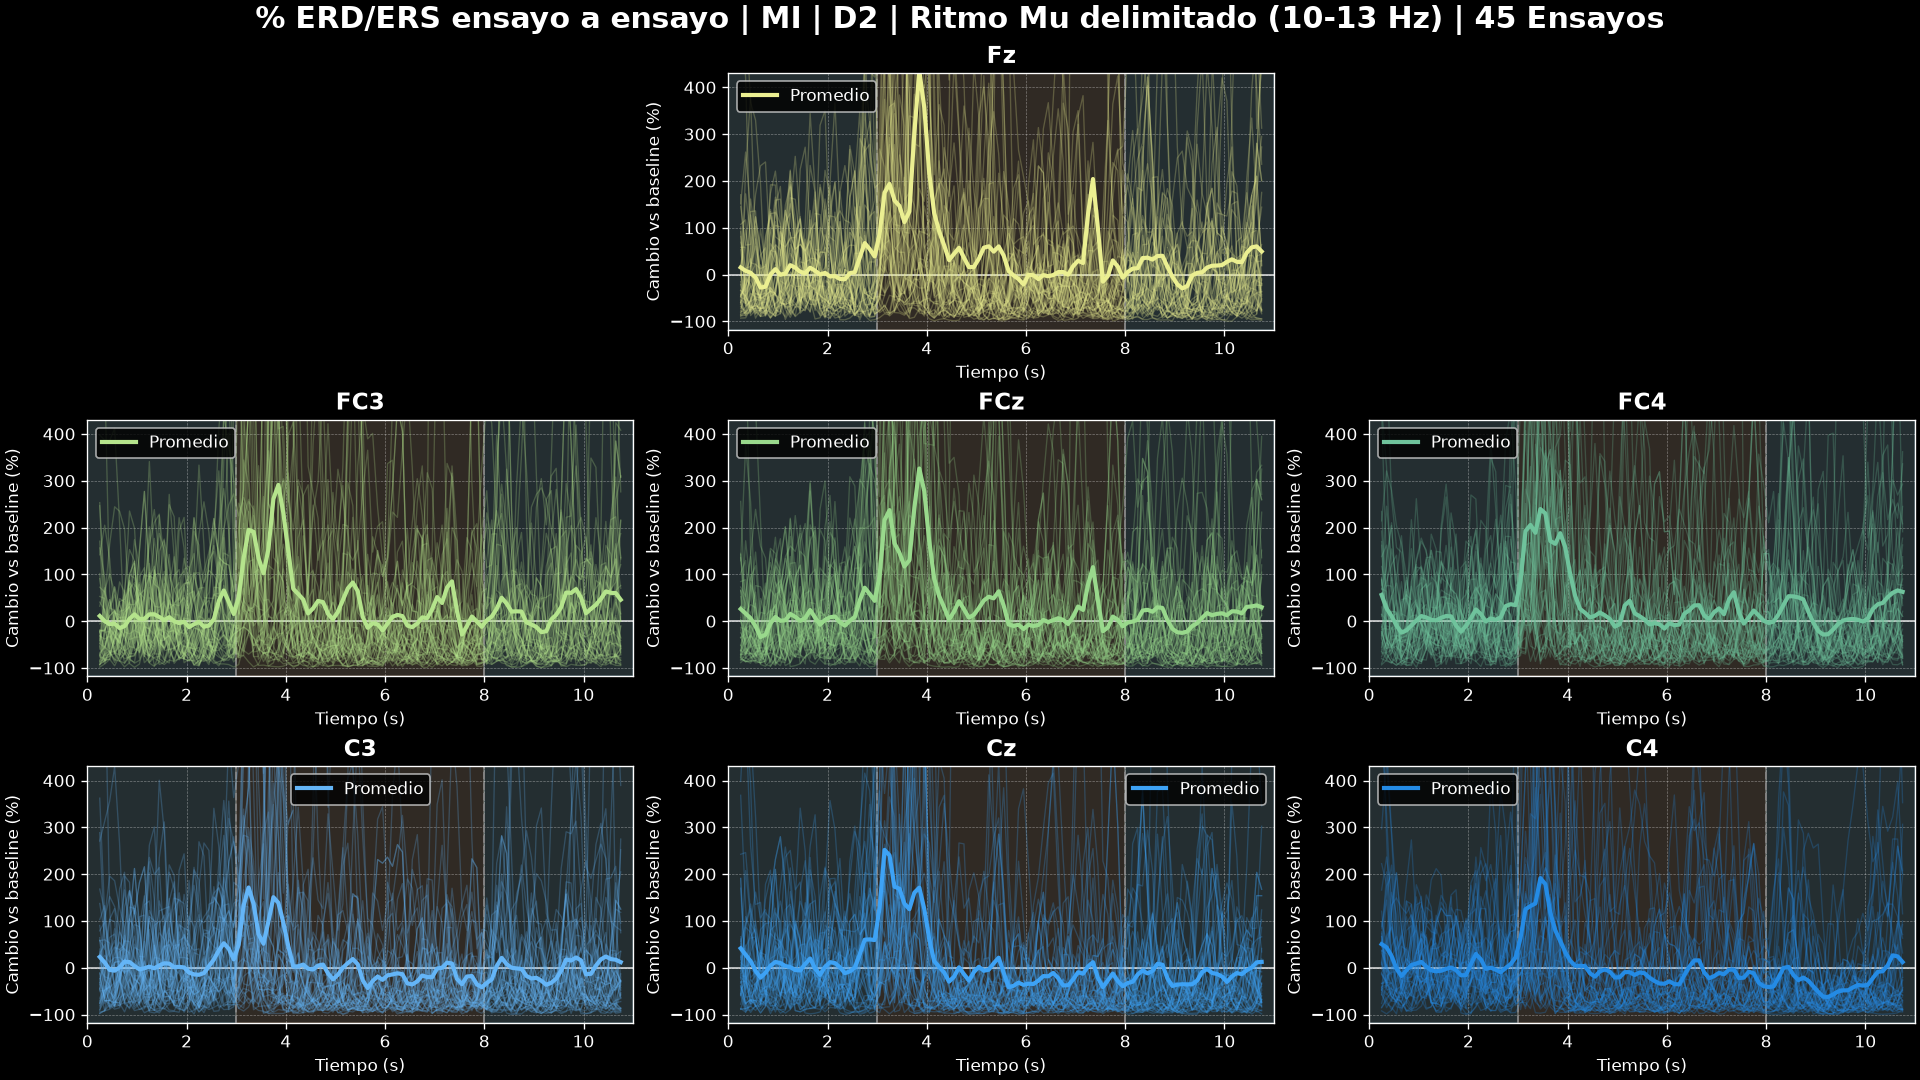 % ERD/ERS ensayo a ensayo | MI | D2 | Ritmo Mu delimitado (10-13 Hz) | 45 Ensayos
Fz
Promedio
Cambio vs baseline (%)
400
300
200
100
0
−100
0 2 4 6 8 10
Tiempo (s)
FC3
Promedio
Cambio vs baseline (%)
400
300
200
100
0
−100
0 2 4 6 8 10
Tiempo (s)
FCz
Promedio
Cambio vs baseline (%)
400
300
200
100
0
−100
0 2 4 6 8 10
Tiempo (s)
FC4
Promedio
Cambio vs baseline (%)
400
300
200
100
0
−100
0 2 4 6 8 10
Tiempo (s)
C3
Promedio
Cambio vs baseline (%)
400
300
200
100
0
−100
0 2 4 6 8 10
Tiempo (s)
Cz
Promedio
Cambio vs baseline (%)
400
300
200
100
0
−100
0 2 4 6 8 10
Tiempo (s)
C4
Promedio
Cambio vs baseline (%)
400
300
200
100
0
−100
0 2 4 6 8 10
Tiempo (s)